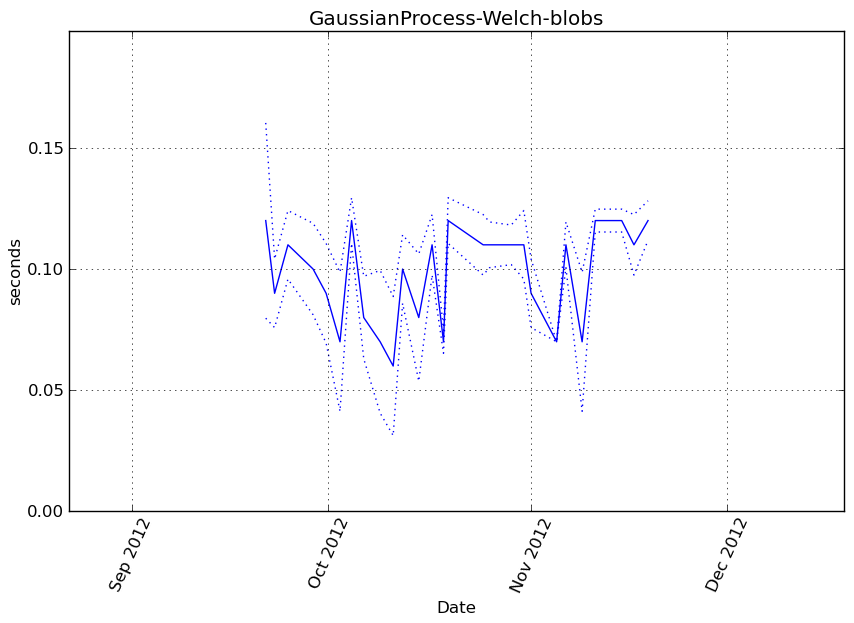 GaussianProcess-Welch-blobs
seconds
0.15
0.10
0.05
0.00
Sep 2012
Oct 2012
Nov 2012
Dec 2012
Date